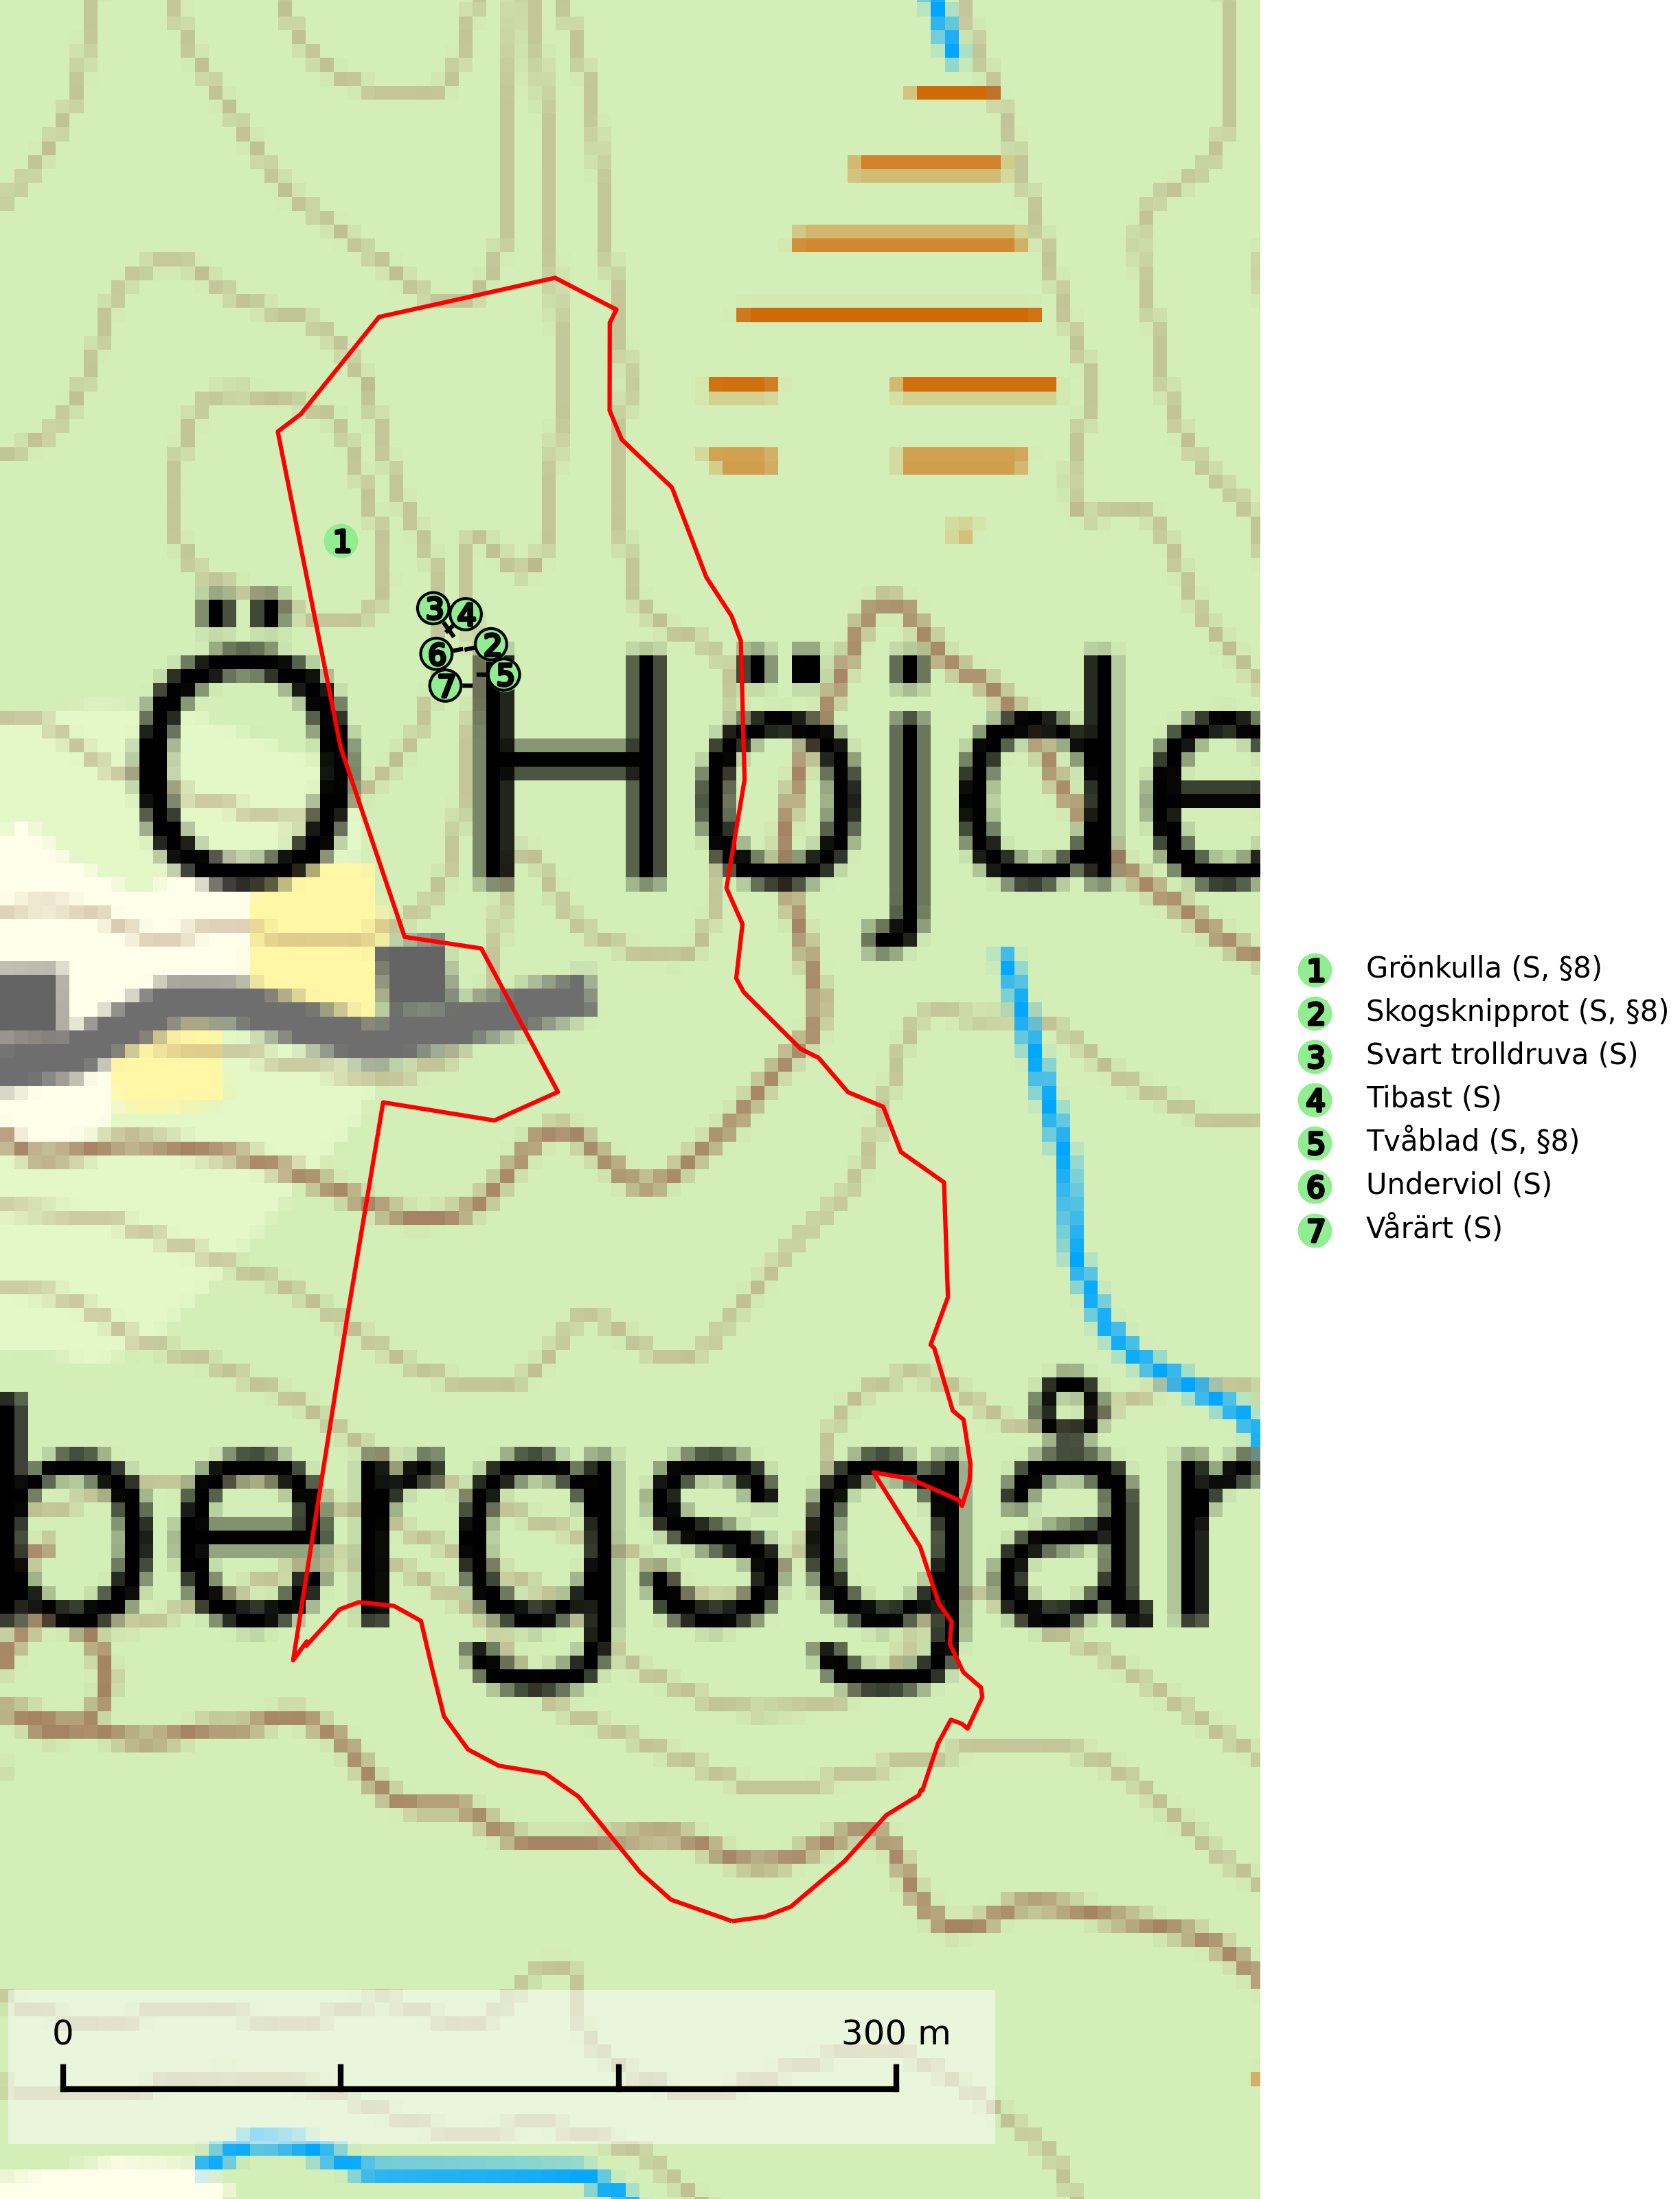 1
3 4
6 2
7 5
Ö Höjde
bergsgår
0 300 m
1 Grönkulla (S, §8)
2 Skogsknipprot (S, §8)
3 Svart trolldruva (S)
4 Tibast (S)
5 Tvåblad (S, §8)
6 Underviol (S)
7 Vårärt (S)